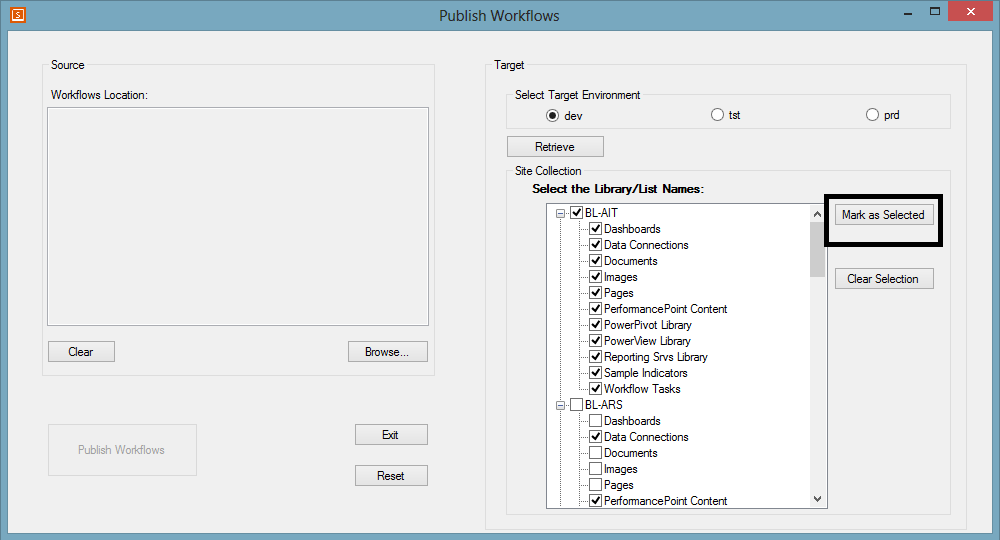 S
Publish Workflows
Source
Workflows Location:
Clear
Browse...
Publish Workflows
Exit
Reset
Target
Select Target Environment
dev
tst
prd
Retrieve
Site Collection
Select the Library/List Names:
BL-AIT
Dashboards
Data Connections
Documents
Images
Pages
PerformancePoint Content
PowerPivot Library
PowerView Library
Reporting Srvs Library
Sample Indicators
Workflow Tasks
BL-ARS
Dashboards
Data Connections
Documents
Images
Pages
PerformancePoint Content
Mark as Selected
Clear Selection